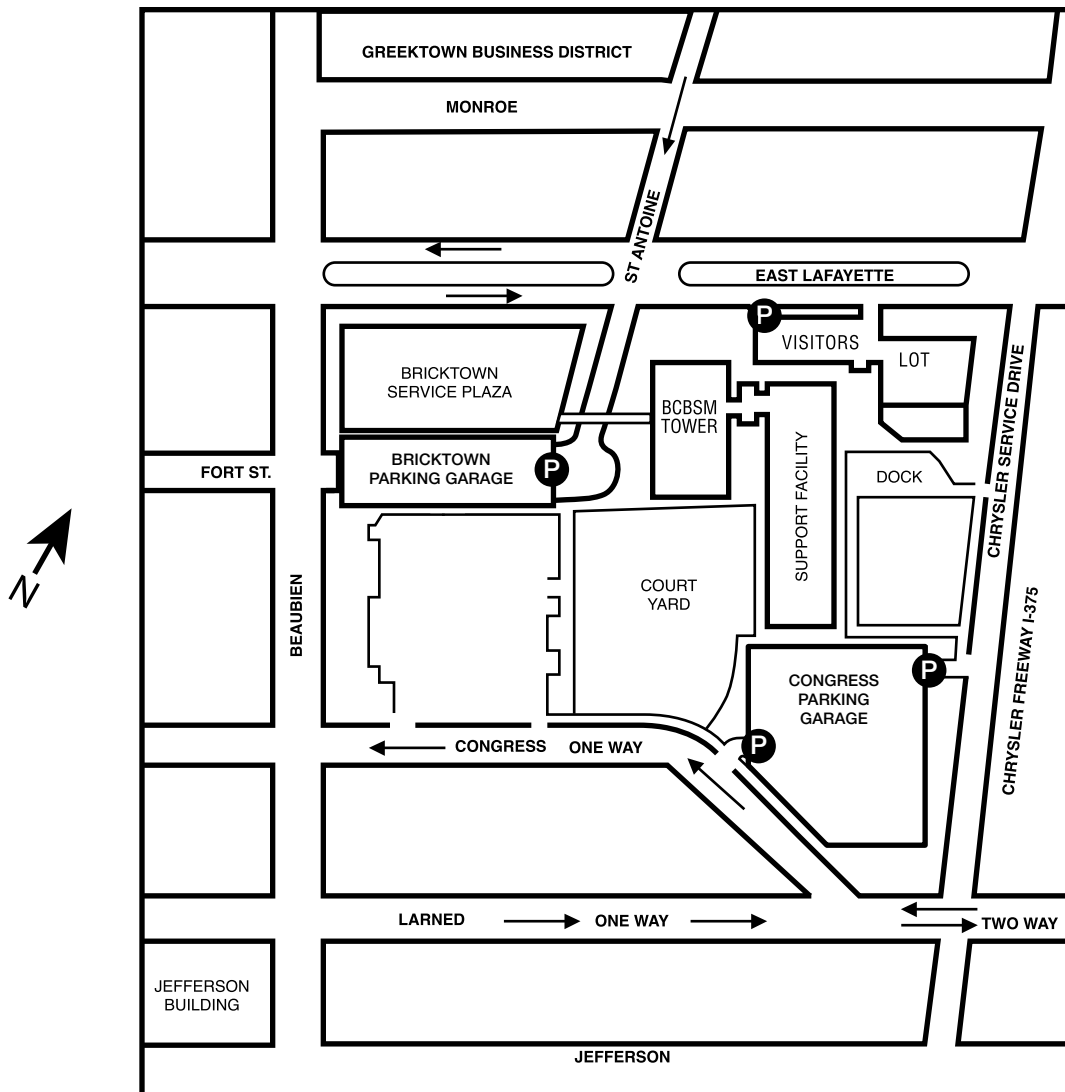 GREEKTOWN BUSINESS DISTRICT
MONROE
ST ANTOINE
EAST LAFAYETTE
P
VISITORS
LOT
BRICKTOWN
SERVICE PLAZA
BCBSM
TOWER
BRICKTOWN
PARKING GARAGE
P
FORT ST.
SUPPORT FACILITY
DOCK
CHRYSLER SERVICE DRIVE
N
BEAUBIEN
COURT
YARD
CHRYSLER FREEWAY I-375
P
CONGRESS
PARKING
GARAGE
P
CONGRESS ONE WAY
LARNED ONE WAY
TWO WAY
JEFFERSON
BUILDING
JEFFERSON